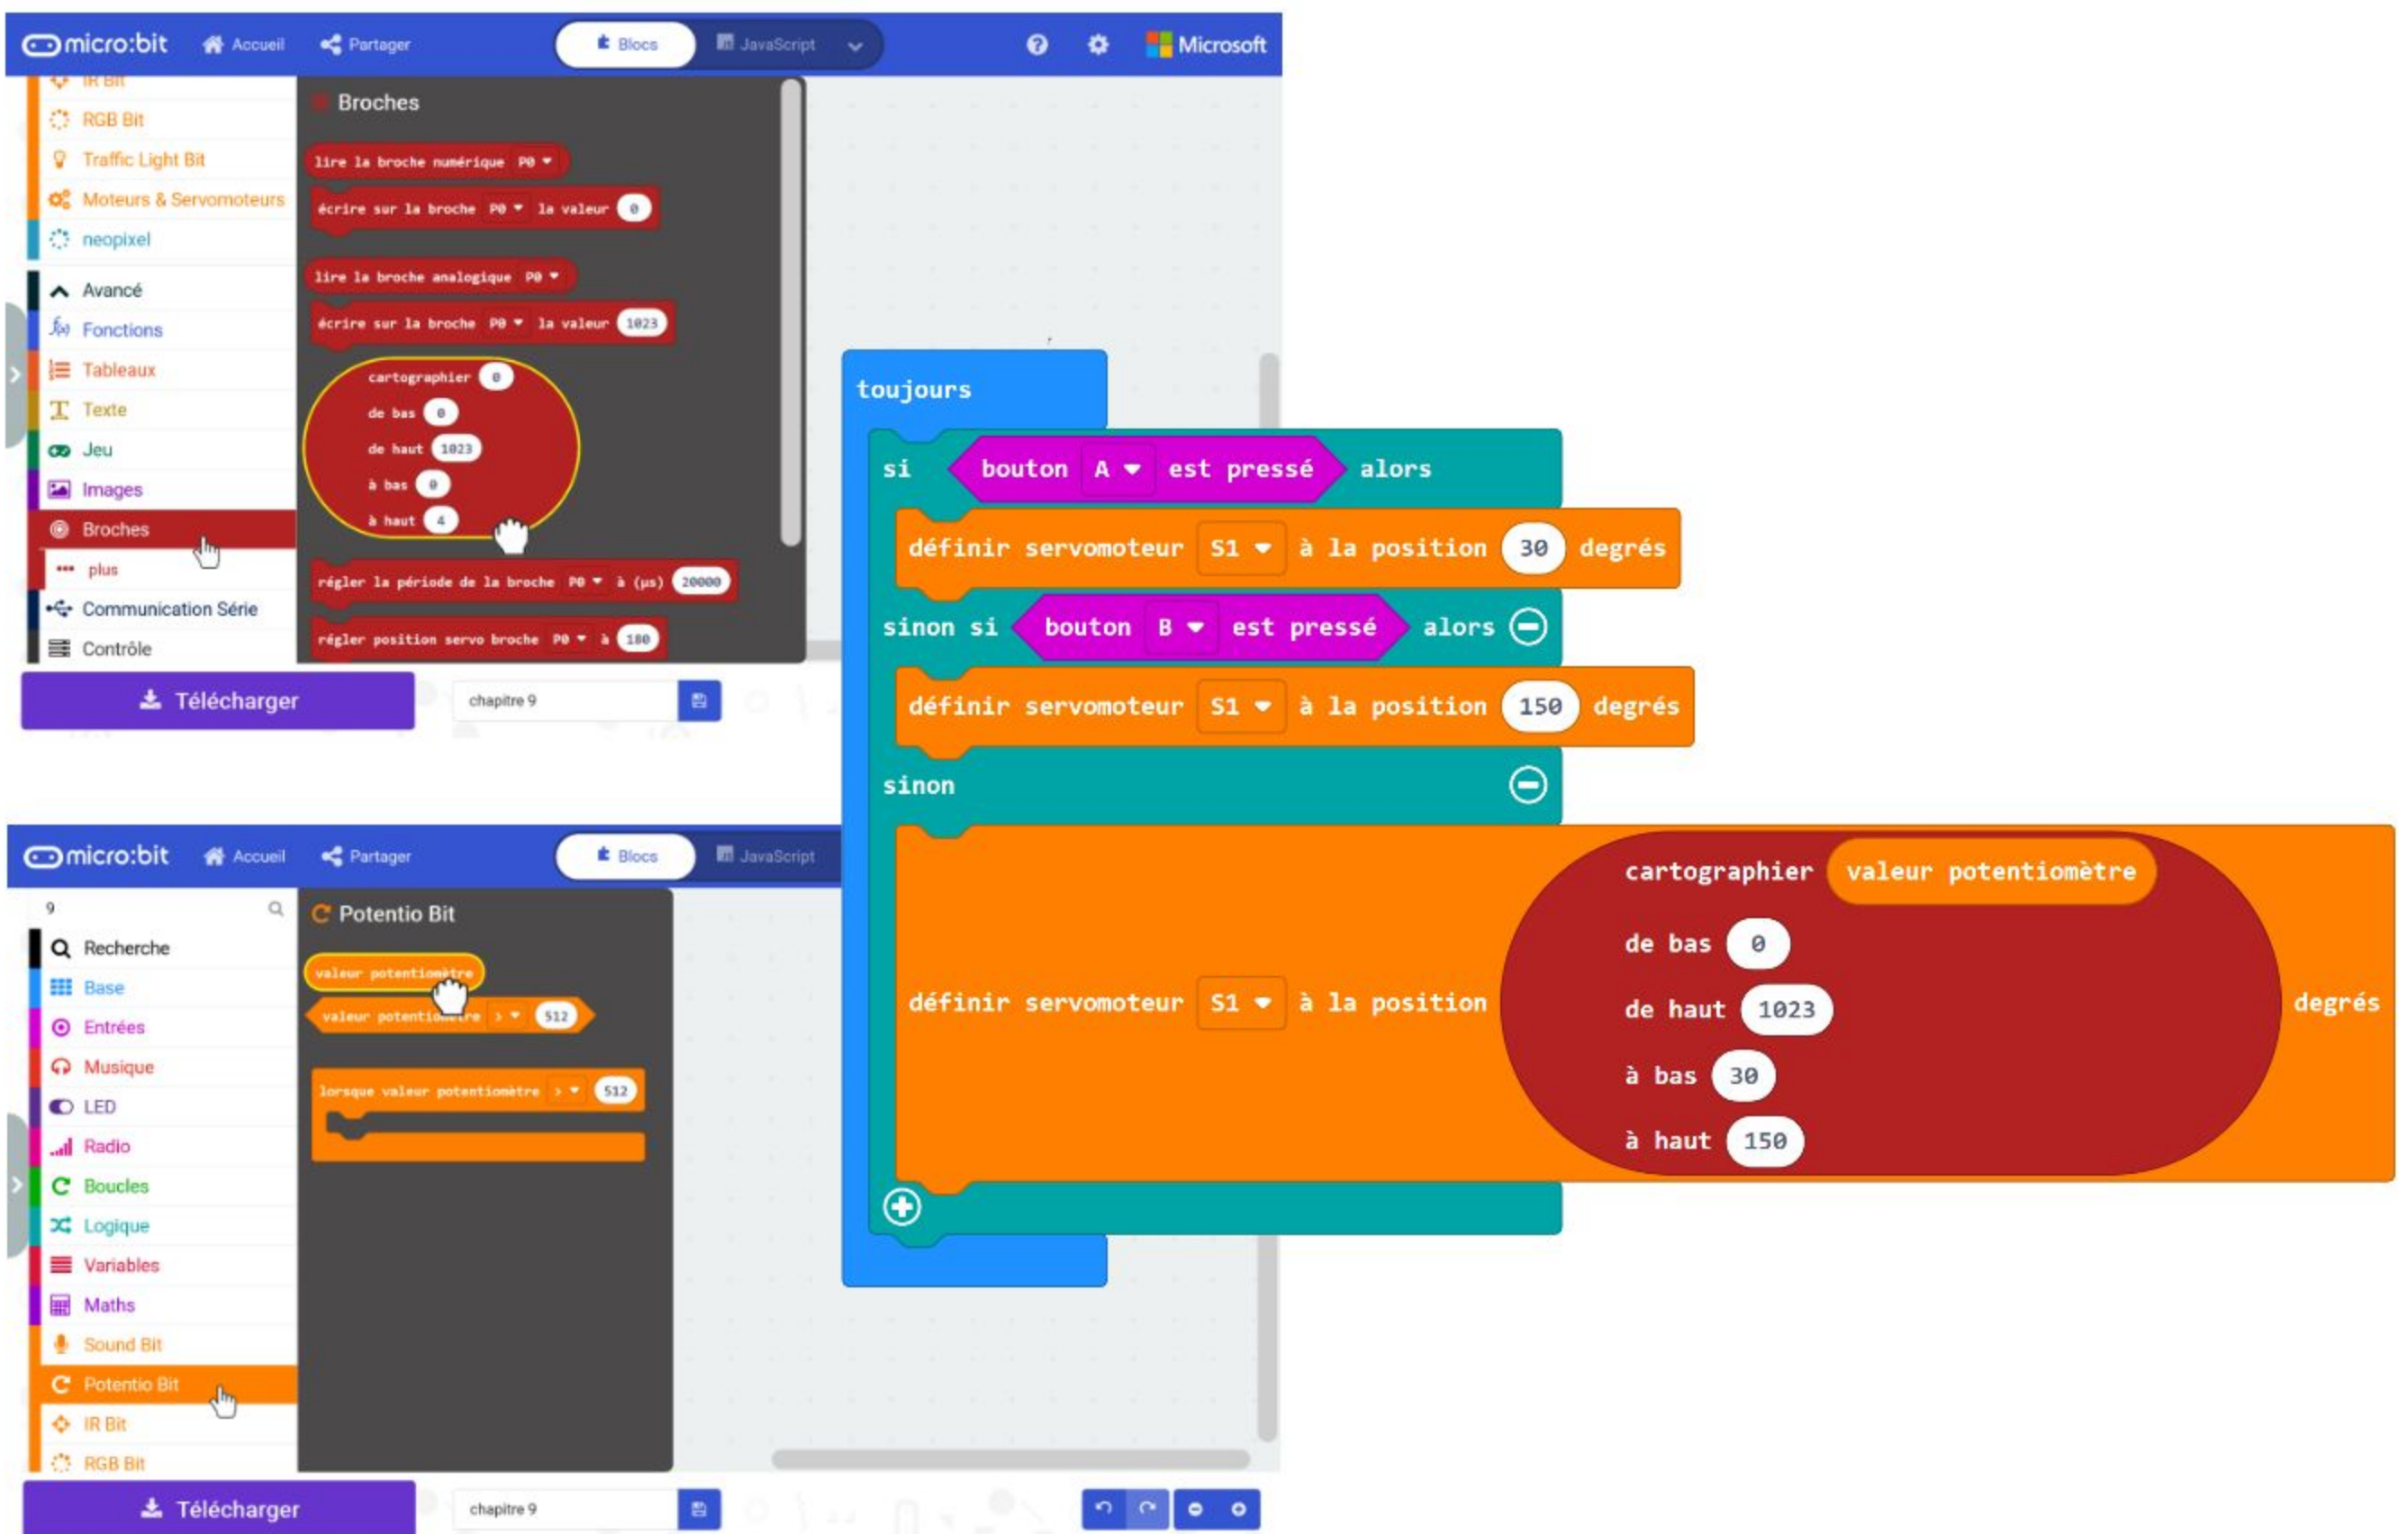 micro:bit Accueil Partager Blocs JavaScript Microsoft
IR Bit
RGB Bit
Traffic Light Bit
Moteurs & Servomoteurs
neopixel
Avancé
Fonctions
Tableaux
Texte
Jeu
Images
Broches
plus
Communication Série
Contrôle
Broches
lire la broche numérique P0
écrire sur la broche P0 la valeur 0
lire la broche analogique P0
écrire sur la broche P0 la valeur 1023
cartographier 0
de bas 0
de haut 1023
à bas 0
à haut 4
régler la période de la broche P0 à (µs) 20000
régler position servo broche P0 à 180
Télécharger chapitre 9
toujours
si bouton A est pressé alors
définir servomoteur S1 à la position 30 degrés
sinon si bouton B est pressé alors
définir servomoteur S1 à la position 150 degrés
sinon
définir servomoteur S1 à la position
cartographier valeur potentiomètre
de bas 0
de haut 1023
à bas 30
à haut 150
degrés
micro:bit Accueil Partager Blocs JavaScript
9
Recherche
Base
Entrées
Musique
LED
Radio
Boucles
Logique
Variables
Maths
Sound Bit
Potentio Bit
IR Bit
RGB Bit
Potentio Bit
valeur potentiomètre
valeur potentiomètre > 512
lorsque valeur potentiomètre > 512
Télécharger chapitre 9